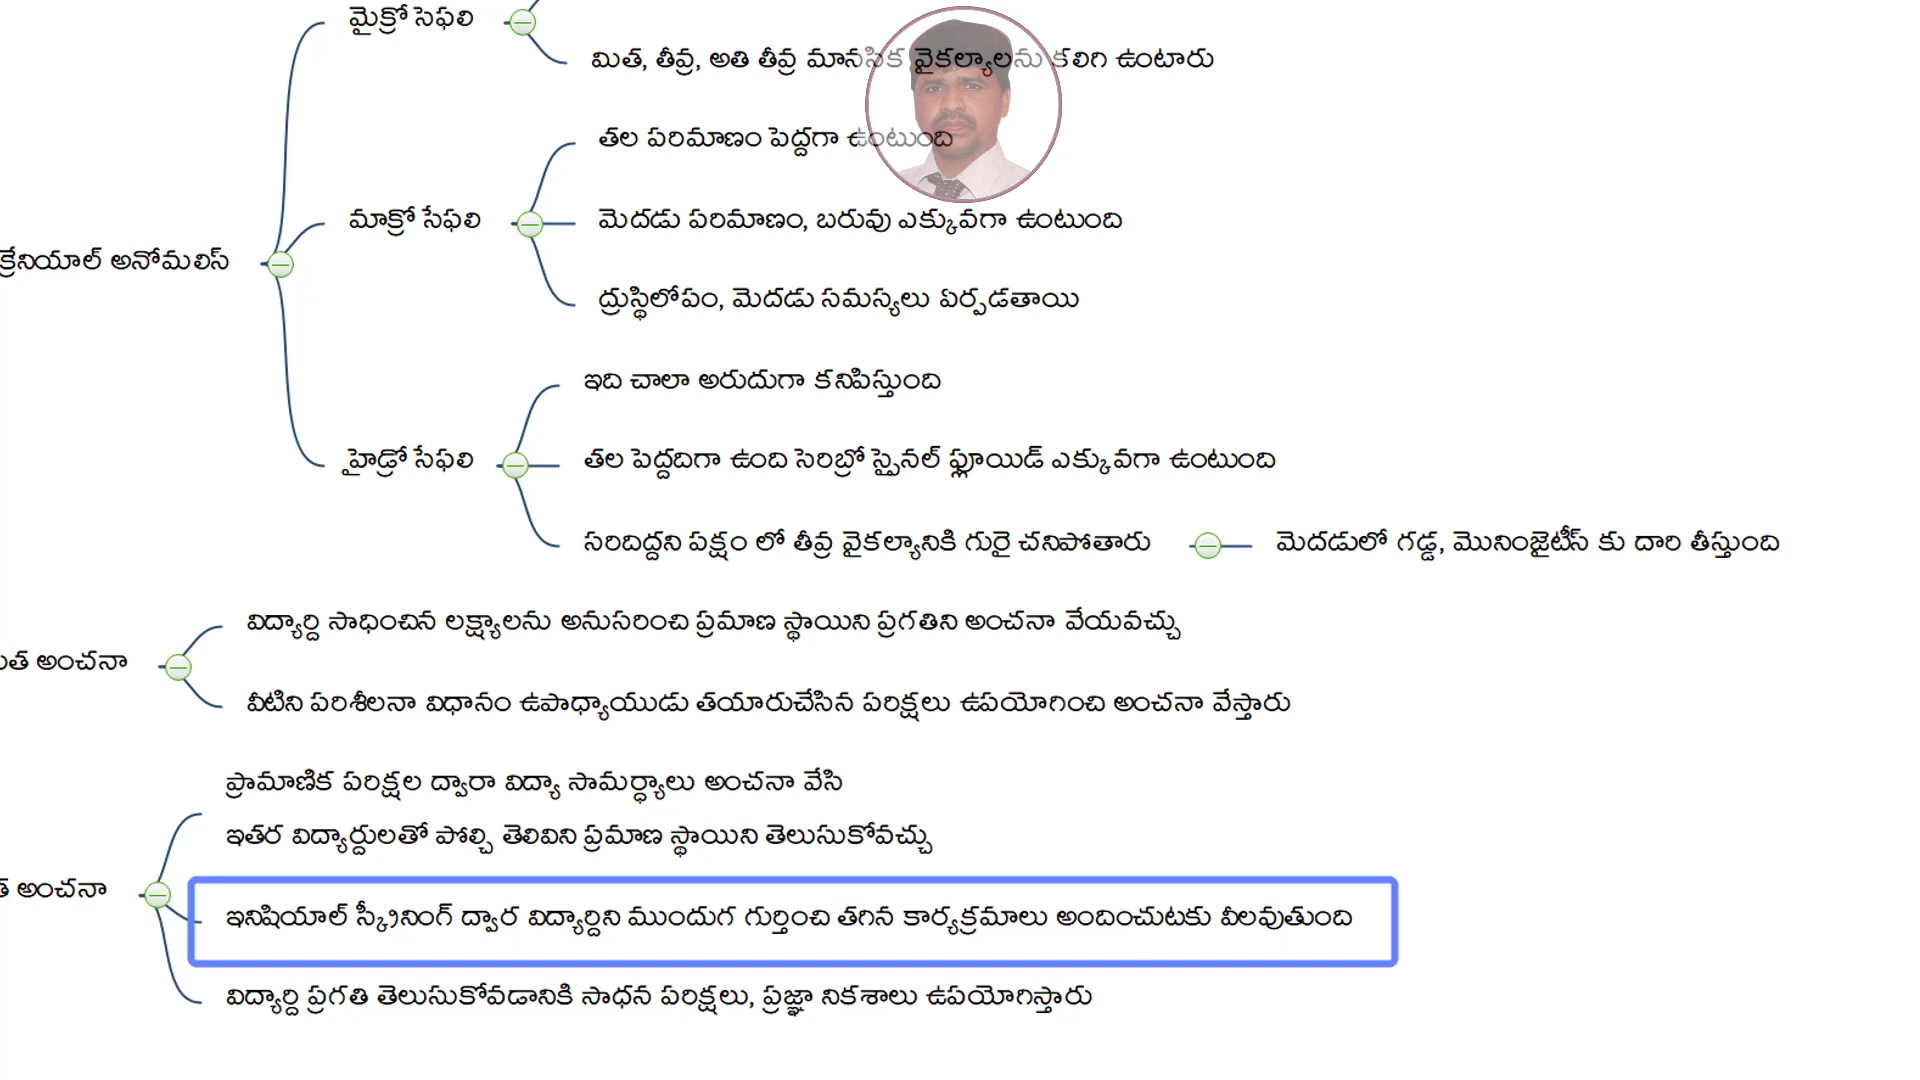 మైక్రో సెఫలి
మిత, తీవ్ర, అతి తీవ్ర మానసిక వైకల్యాలను కలిగి ఉంటారు
తల పరిమాణం పెద్దగా ఉంటుంది
మాక్రో సేఫలి
మెదడు పరిమాణం, బరువు ఎక్కువగా ఉంటుంది
క్రేనియాల్ అనోమలిస్
ద్రుస్థిలోపం, మెదడు సమస్యలు ఏర్పడతాయి
ఇది చాలా అరుదుగా కనిపిస్తుంది
హైడ్రో సేఫలి
తల పెద్దదిగా ఉంది సెరిబ్రో స్పైనల్ ఫ్లూయిడ్ ఎక్కువగా ఉంటుంది
సరిదిద్దని పక్షం లో తీవ్ర వైకల్యానికి గురై చనిపోతారు
మెదడులో గడ్డ, మొనింజైటీస్ కు దారి తీస్తుంది
విద్యార్ది సాధించిన లక్ష్యాలను అనుసరించి ప్రమాణ స్థాయిని ప్రగతిని అంచనా వేయవచ్చు
అంచనా
వీటిని పరిశీలనా విధానం ఉపాధ్యాయుడు తయారుచేసిన పరిక్షలు ఉపయోగించి అంచనా వేస్తారు
ప్రామాణిక పరిక్షల ద్వారా విద్యా సామర్ధ్యాలు అంచనా వేసి
ఇతర విద్యార్దులతో పోల్చి తెలివిని ప్రమాణ స్థాయిని తెలుసుకోవచ్చు
అంచనా
ఇనిషియాల్ స్క్రీనింగ్ ద్వార విద్యార్దిని ముందుగ గుర్తించి తగిన కార్యక్రమాలు అందించుటకు వీలవుతుంది
విద్యార్ది ప్రగతి తెలుసుకోవడానికి సాధన పరిక్షలు, ప్రజ్ఞా నికశాలు ఉపయోగిస్తారు